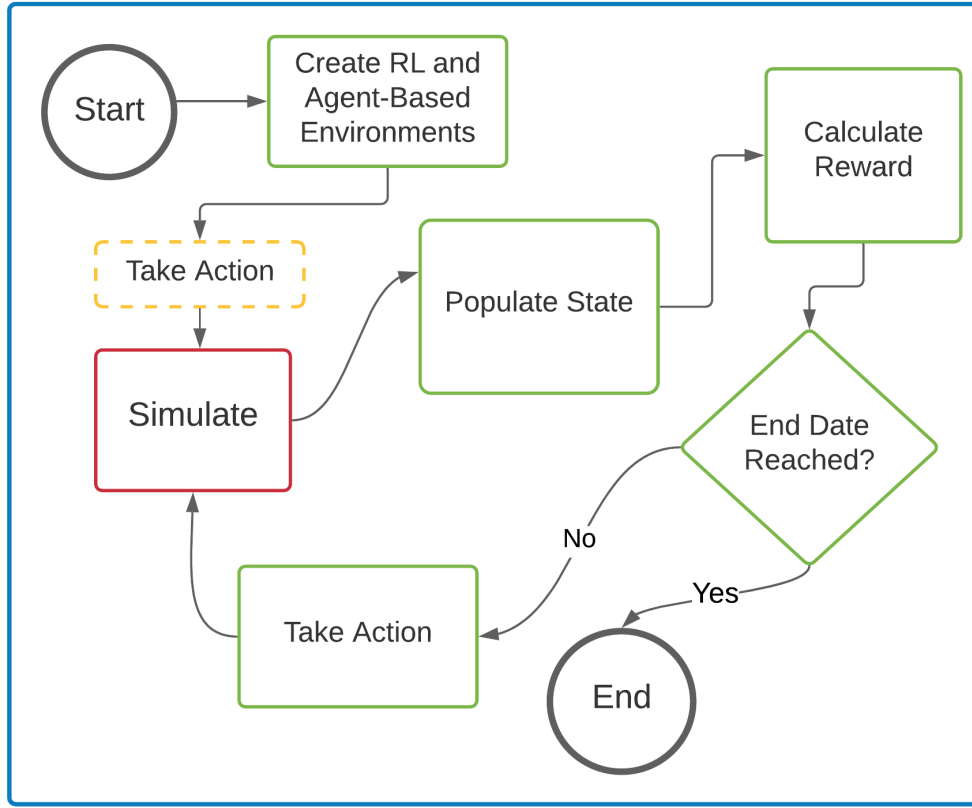 Start
Create RL and
Agent-Based
Environments
Take Action
Simulate
Populate State
Calculate
Reward
End Date
Reached?
No
Yes
Take Action
End